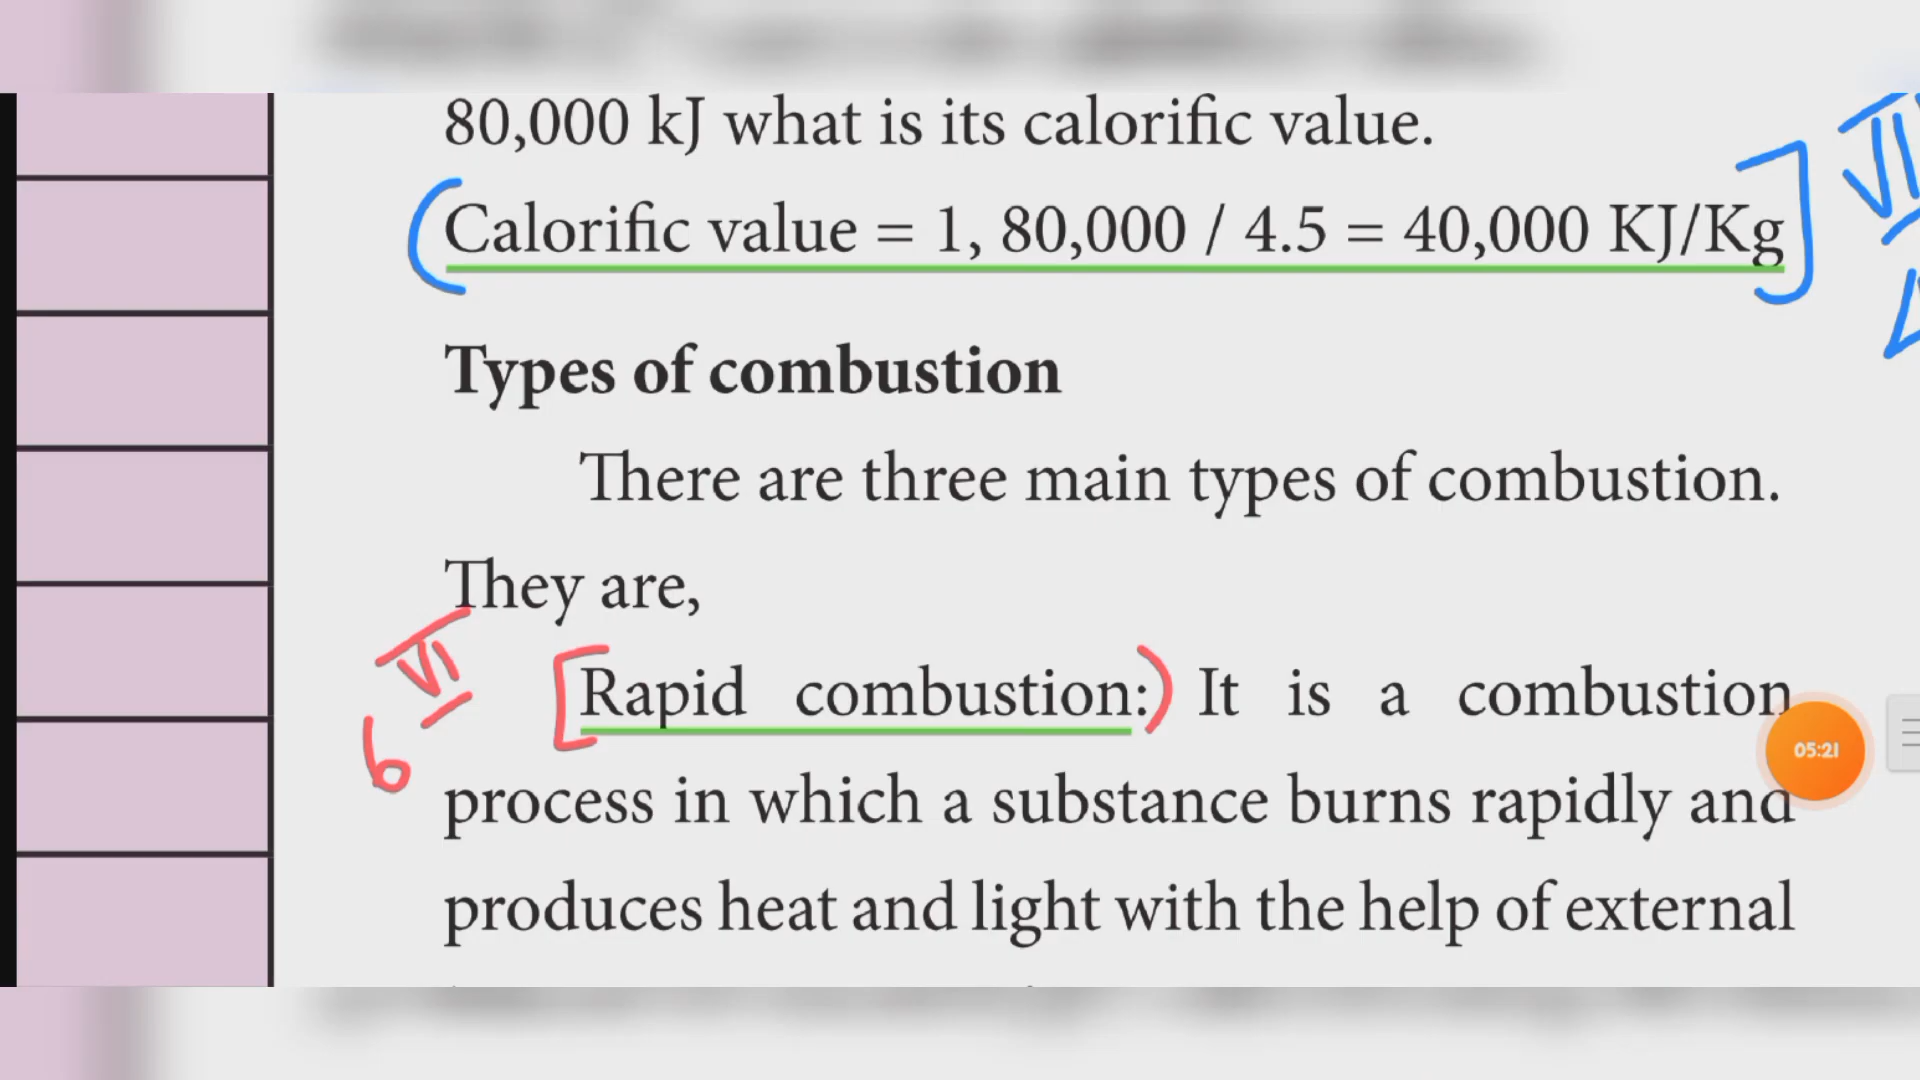 80,000 kJ what is its calorific value.
Calorific value = 1, 80,000 / 4.5 = 40,000 KJ/Kg
Types of combustion
There are three main types of combustion.
They are,
VI
6
Rapid combustion: It is a combustion
05:21
process in which a substance burns rapidly and
produces heat and light with the help of external